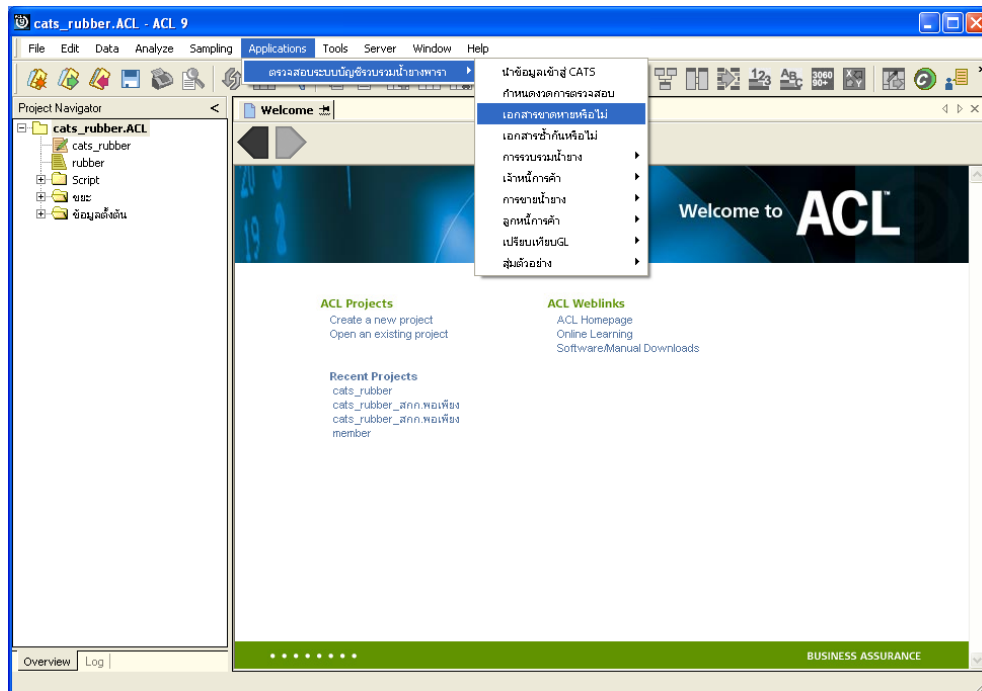 cats_rubber.ACL - ACL 9
File Edit Data Analyze Sampling Applications Tools Server Window Help
ตรวจสอบระบบบัญชีรวบรวมน้ำยางพารา
นำข้อมูลเข้าสู่ CATS
กำหนดงวดการตรวจสอบ
เอกสารขาดหายหรือไม่
เอกสารซ้ำกันหรือไม่
การรวบรวมน้ำยาง
เจ้าหนี้การค้า
การขายน้ำยาง
ลูกหนี้การค้า
เปรียบเทียบGL
สุ่มตัวอย่าง
Project Navigator <
cats_rubber.ACL
cats_rubber
rubber
Script
ขยะ
ข้อมูลตั้งต้น
Welcome
Welcome to ACL™
ACL Projects
Create a new project
Open an existing project
Recent Projects
cats_rubber
cats_rubber_สกก.พอเพียง
cats_rubber_สกก.พอเพียง
member
ACL Weblinks
ACL Homepage
Online Learning
Software/Manual Downloads
BUSINESS ASSURANCE
Overview Log